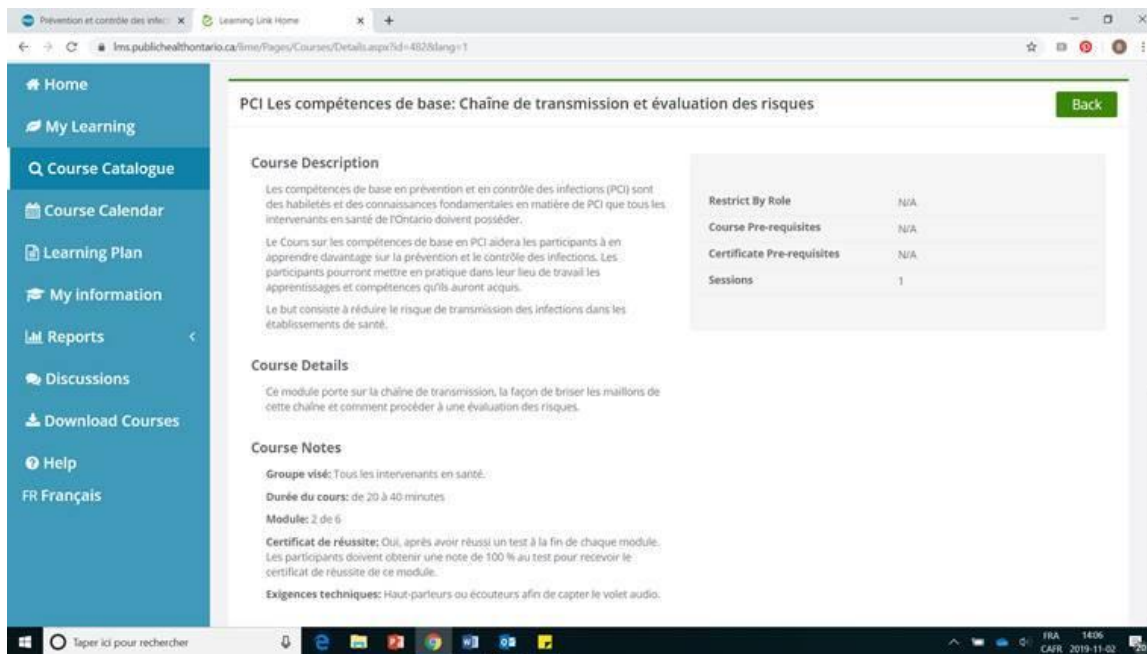 Prévention et contrôle des infec
Learning Link Home
lms.publichealthontario.ca/lime/Pages/Courses/Details.aspx?id=482&lang=1
Home
My Learning
Course Catalogue
Course Calendar
Learning Plan
My information
Reports
Discussions
Download Courses
Help
FR Français
PCI Les compétences de base: Chaîne de transmission et évaluation des risques
Back
Course Description
Les compétences de base en prévention et en contrôle des infections (PCI) sont
des habiletés et des connaissances fondamentales en matière de PCI que tous les
intervenants en santé de l'Ontario doivent posséder.
Le Cours sur les compétences de base en PCI aidera les participants à en
apprendre davantage sur la prévention et le contrôle des infections. Les
participants pourront mettre en pratique dans leur lieu de travail les
apprentissages et compétences qu'ils auront acquis.
Le but consiste à réduire le risque de transmission des infections dans les
établissements de santé.
Restrict By Role N/A
Course Pre-requisites N/A
Certificate Pre-requisites N/A
Sessions 1
Course Details
Ce module porte sur la chaîne de transmission, la façon de briser les maillons de
cette chaîne et comment procéder à une évaluation des risques.
Course Notes
Groupe visé: Tous les intervenants en santé.
Durée du cours: de 20 à 40 minutes
Module: 2 de 6
Certificat de réussite: Oui, après avoir réussi un test à la fin de chaque module.
Les participants doivent obtenir une note de 100 % au test pour recevoir le
certificat de réussite de ce module.
Exigences techniques: Haut-parleurs ou écouteurs afin de capter le volet audio.
Taper ici pour rechercher
FRA 14:06
CAFR 2019-11-02